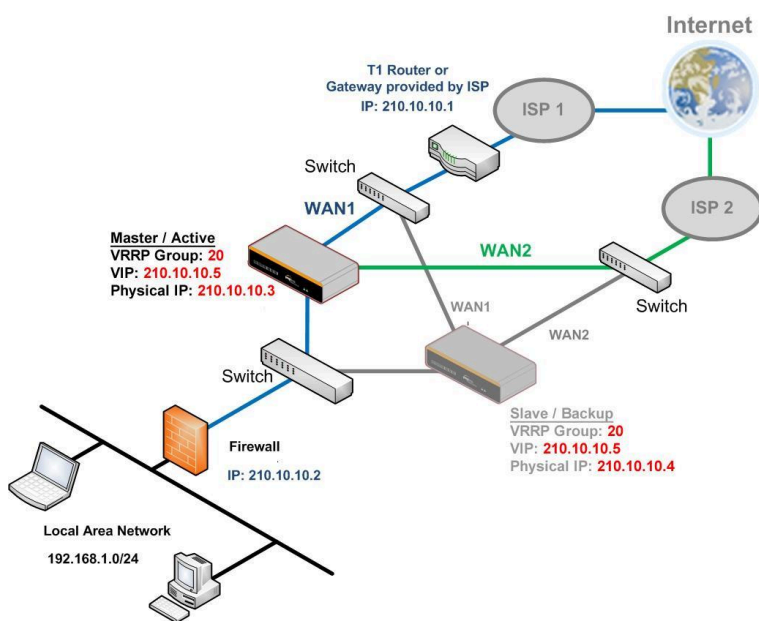 Internet
T1 Router or
Gateway provided by ISP
IP: 210.10.10.1
ISP 1
Switch
WAN1
ISP 2
Master / Active
VRRP Group: 20
VIP: 210.10.10.5
Physical IP: 210.10.10.3
WAN2
Switch
WAN1
WAN2
Switch
Slave / Backup
VRRP Group: 20
VIP: 210.10.10.5
Physical IP: 210.10.10.4
Firewall
IP: 210.10.10.2
Local Area Network
192.168.1.0/24